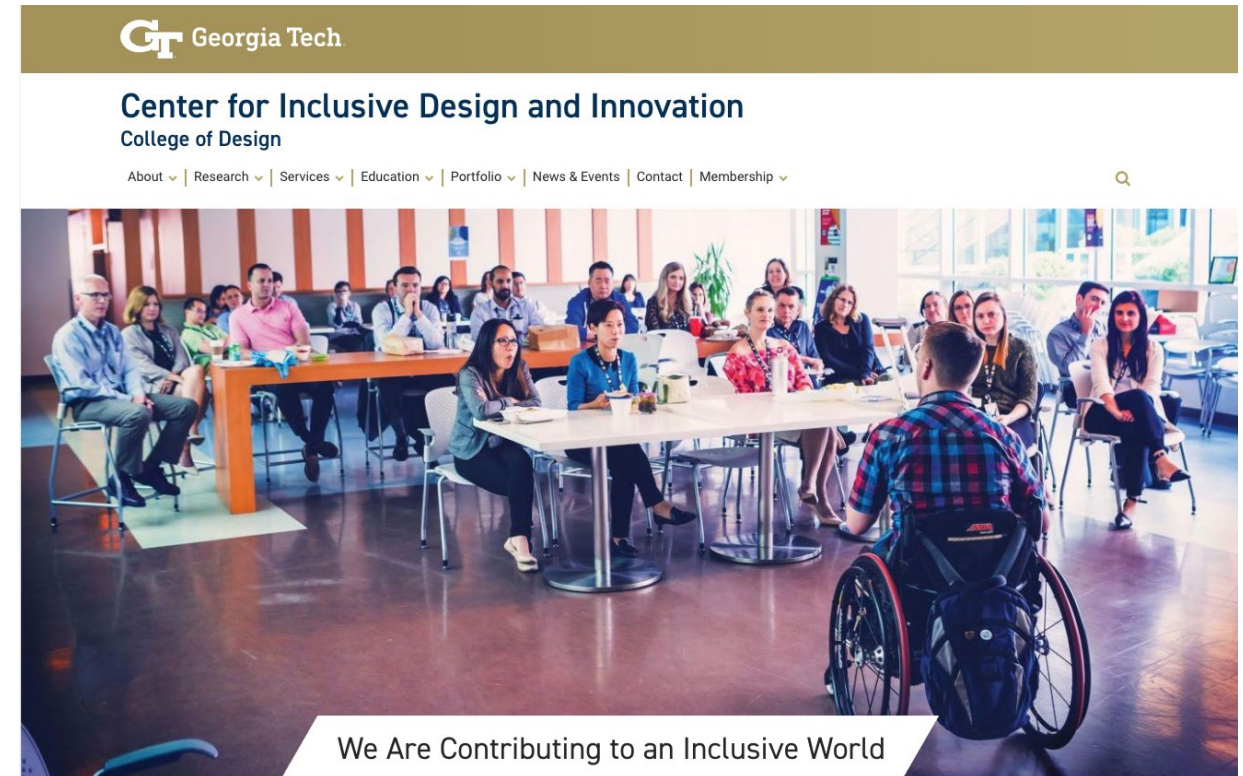 GT Georgia Tech
Center for Inclusive Design and Innovation
College of Design
About | Research | Services | Education | Portfolio | News & Events | Contact | Membership
We Are Contributing to an Inclusive World